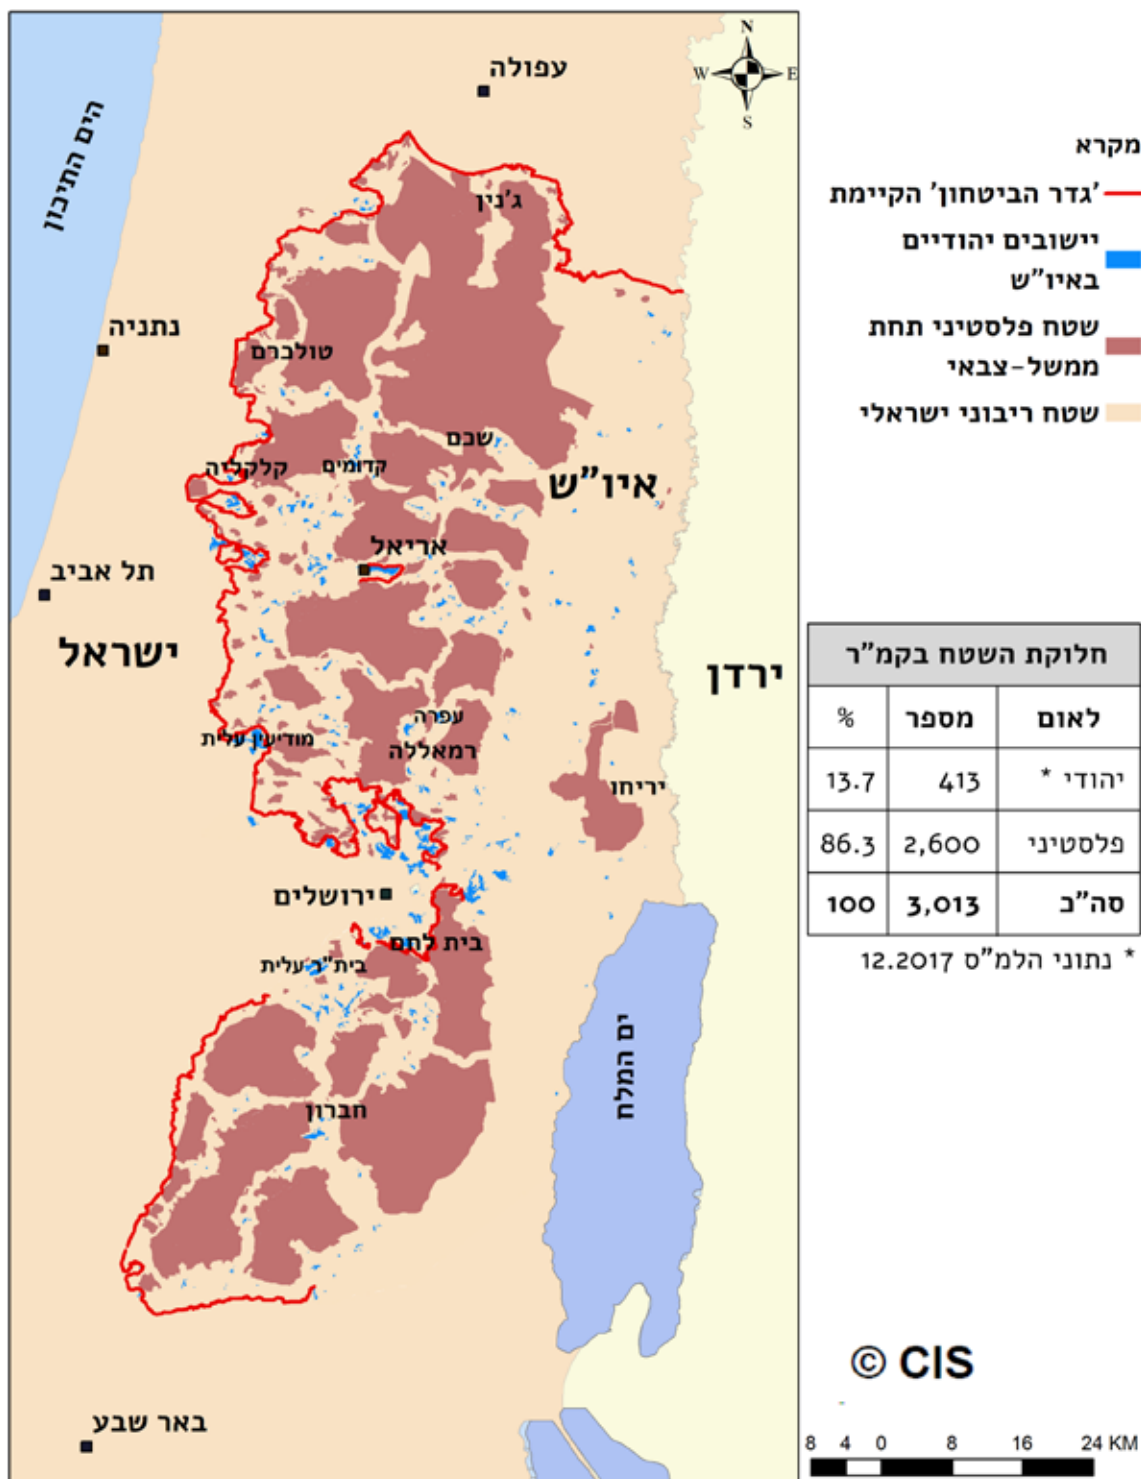 N
W E
S
עפולה
הים התיכון
ג'נין
נתניה
טולכרם
שכם
קלקליה
קדומים
איו"ש
אריאל
תל אביב
ישראל
ירדן
עפרה
מודיעין עלית
רמאללה
יריחו
ירושלים
בית לחם
בית"ר עלית
ים המלח
חברון
באר שבע
מקרא
'גדר הביטחון' הקיימת
יישובים יהודיים
באיו"ש
שטח פלסטיני תחת
ממשל-צבאי
שטח ריבוני ישראלי
חלוקת השטח בקמ"ר
לאום מספר %
יהודי * 413 13.7
פלסטיני 2,600 86.3
סה"כ 3,013 100
* נתוני הלמ"ס 12.2017
© CIS
8 4 0 8 16 24 KM